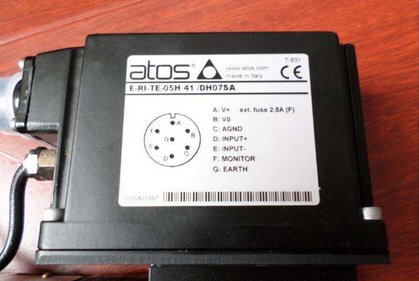 atos
www.atos.com
made in Italy
T-631
CE
E-RI-TE-05H 41 /DH07SA
A: V+ ext. fuse 2,5A (F)
B: V0
C: AGND
D: INPUT+
E: INPUT-
F: MONITOR
G: EARTH
A
F B
G
E C
D